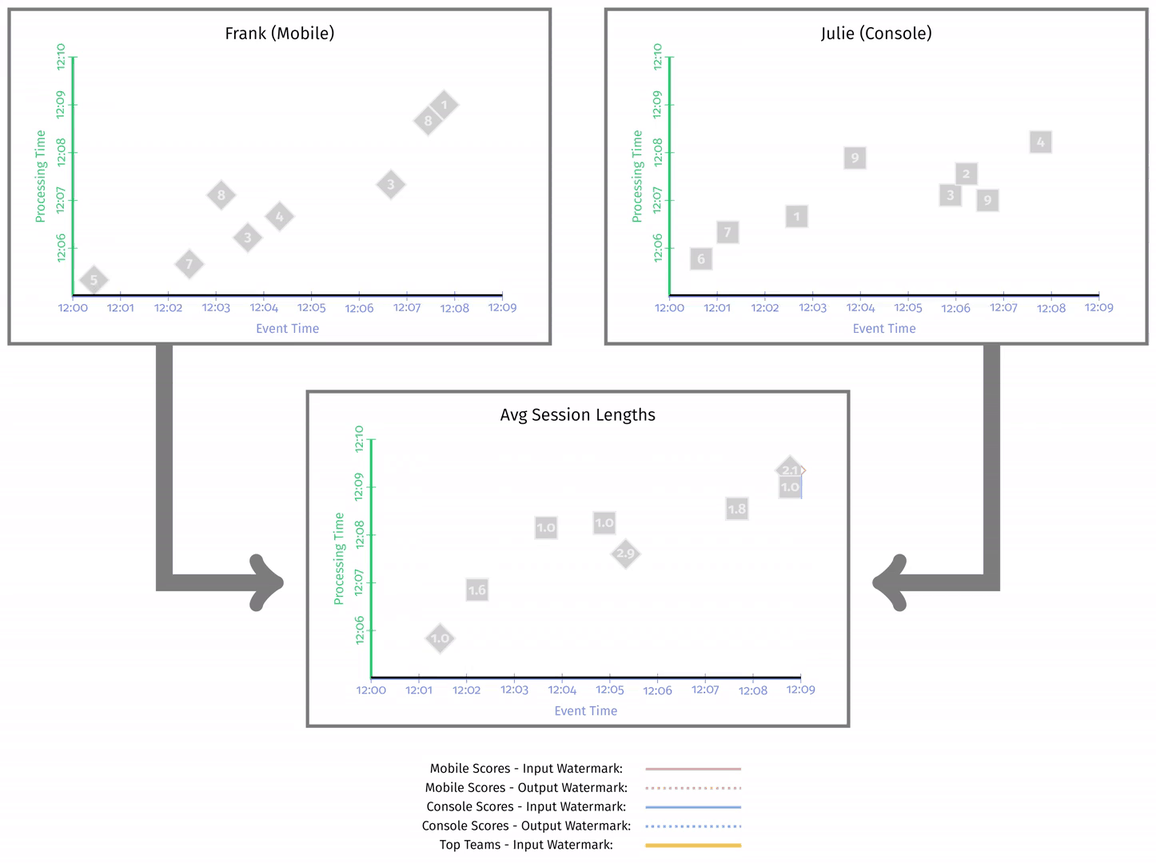 Frank (Mobile)
Processing Time
12:10
12:09
12:08
12:07
12:06
1
8
3
8
4
3
7
5
12:00 12:01 12:02 12:03 12:04 12:05 12:06 12:07 12:08 12:09
Event Time
Julie (Console)
Processing Time
12:10
12:09
12:08
12:07
12:06
4
9
2
3
9
1
7
6
12:00 12:01 12:02 12:03 12:04 12:05 12:06 12:07 12:08 12:09
Event Time
Avg Session Lengths
Processing Time
12:10
12:09
12:08
12:07
12:06
2.1
1.0
1.8
1.0
1.0
2.9
1.6
1.0
12:00 12:01 12:02 12:03 12:04 12:05 12:06 12:07 12:08 12:09
Event Time
Mobile Scores - Input Watermark:
Mobile Scores - Output Watermark:
Console Scores - Input Watermark:
Console Scores - Output Watermark:
Top Teams - Input Watermark: